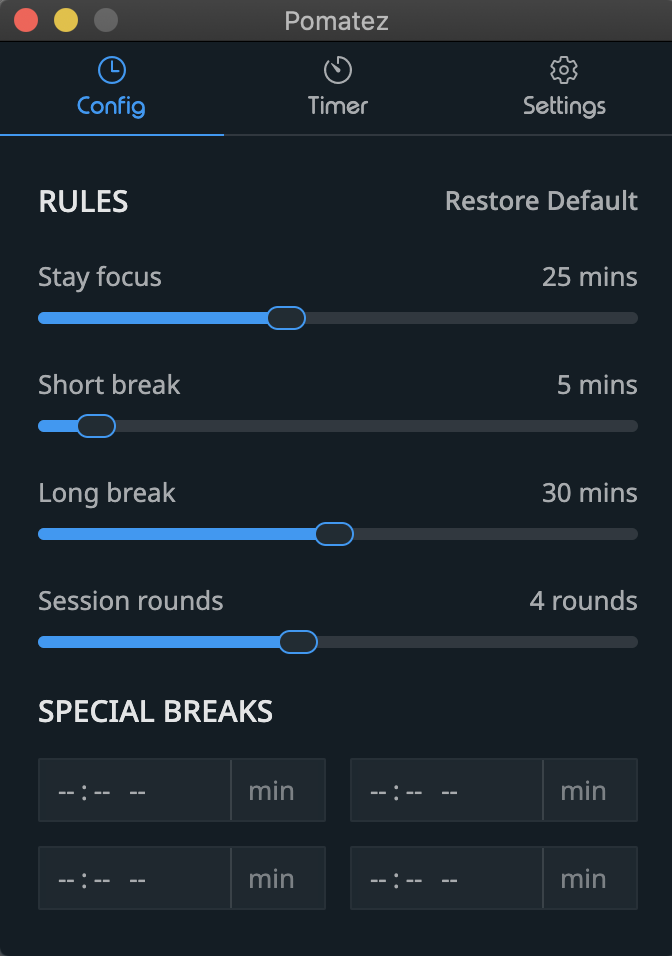 Pomatez
Config Timer Settings
RULES Restore Default
Stay focus 25 mins
Short break 5 mins
Long break 30 mins
Session rounds 4 rounds
SPECIAL BREAKS
--:-- -- min --:-- -- min
--:-- -- min --:-- -- min